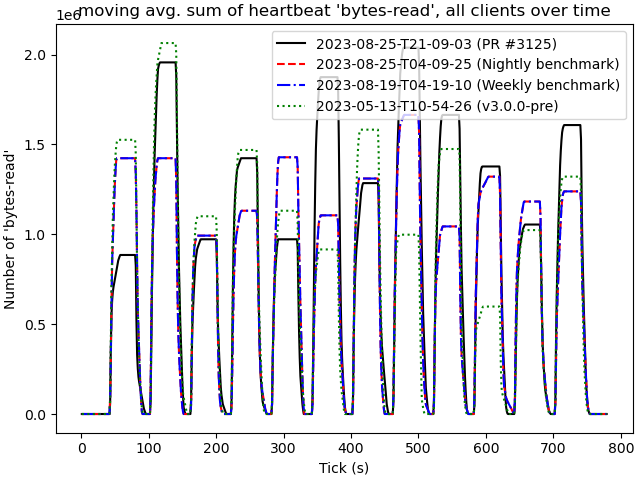 moving avg. sum of heartbeat 'bytes-read', all clients over time
1e6
2023-08-25-T21-09-03 (PR #3125)
2023-08-25-T04-09-25 (Nightly benchmark)
2023-08-19-T04-19-10 (Weekly benchmark)
2023-05-13-T10-54-26 (v3.0.0-pre)
Number of 'bytes-read'
2.0
1.5
1.0
0.5
0.0
0 100 200 300 400 500 600 700 800
Tick (s)